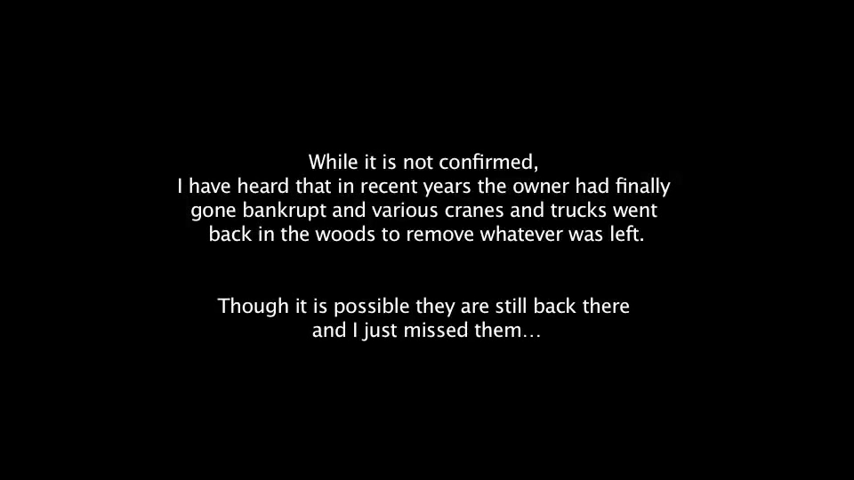 While it is not confirmed,
I have heard that in recent years the owner had finally
gone bankrupt and various cranes and trucks went
back in the woods to remove whatever was left.
Though it is possible they are still back there
and I just missed them...